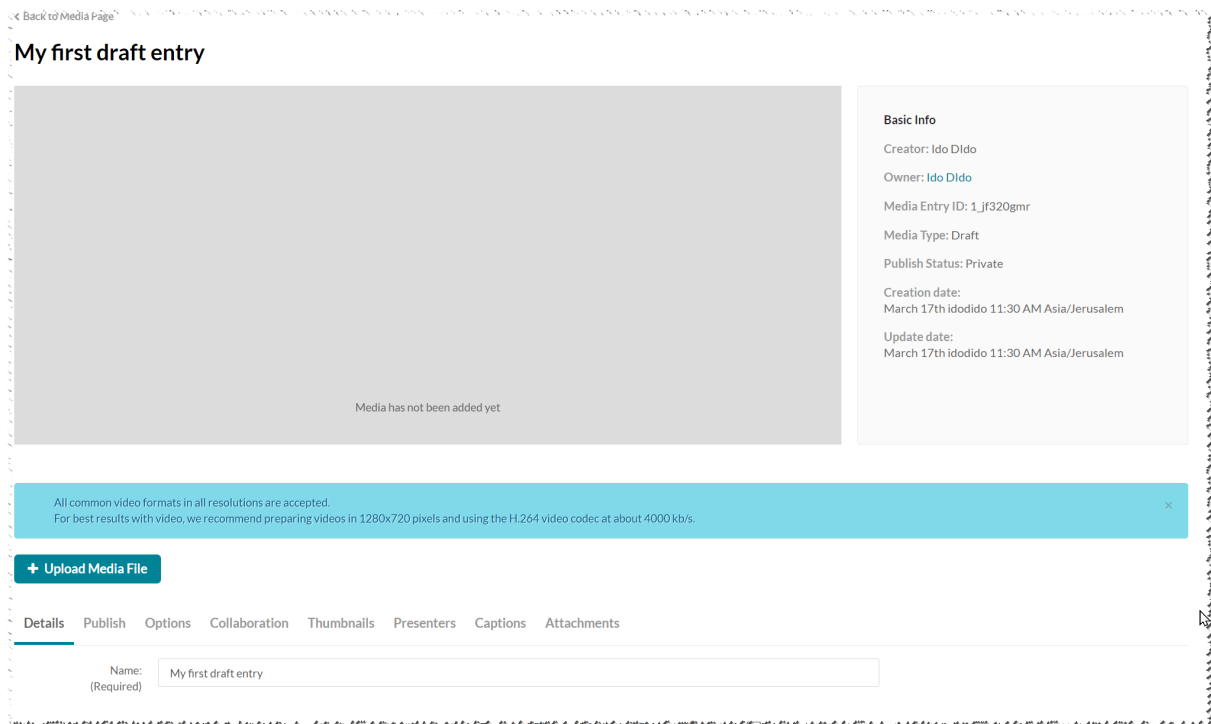 Back to Media Page
My first draft entry
Media has not been added yet
Basic Info
Creator: Ido DIdo
Owner: Ido DIdo
Media Entry ID: 1_jf320gmr
Media Type: Draft
Publish Status: Private
Creation date:
March 17th idodido 11:30 AM Asia/Jerusalem
Update date:
March 17th idodido 11:30 AM Asia/Jerusalem
All common video formats in all resolutions are accepted.
For best results with video, we recommend preparing videos in 1280x720 pixels and using the H.264 video codec at about 4000 kb/s.
+ Upload Media File
Details Publish Options Collaboration Thumbnails Presenters Captions Attachments
Name: My first draft entry
(Required)